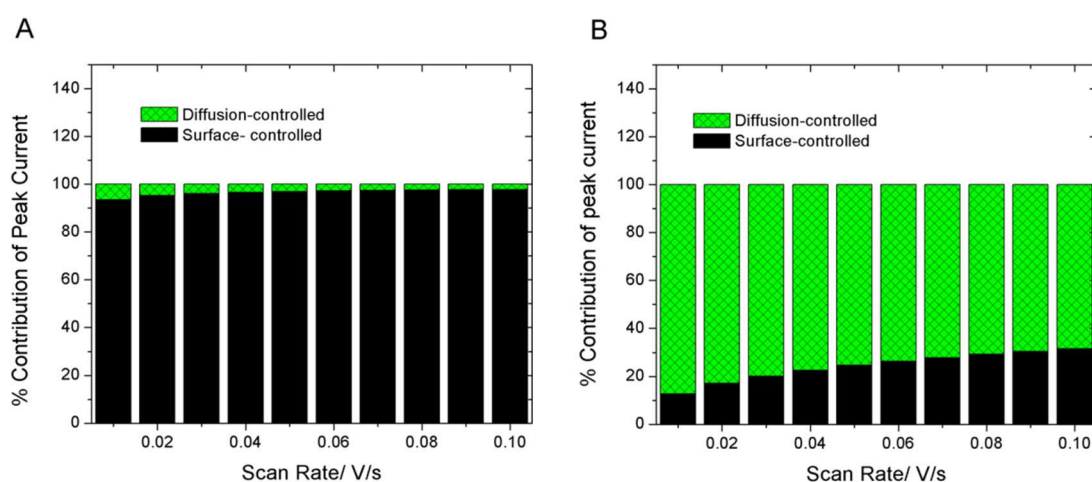 A
% Contribution of Peak Current
140
120
100
80
60
40
20
0
Diffusion-controlled
Surface- controlled
0.02
0.04
0.06
0.08
0.10
Scan Rate/ V/s
B
% Contribution of peak current
140
120
100
80
60
40
20
0
Diffusion-controlled
Surface-controlled
0.02
0.04
0.06
0.08
0.10
Scan Rate/ V/s